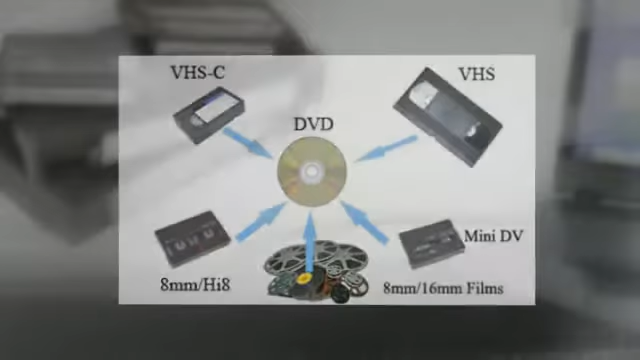 VHS-C
VHS
DVD
Mini DV
8mm/Hi8
8mm/16mm Films